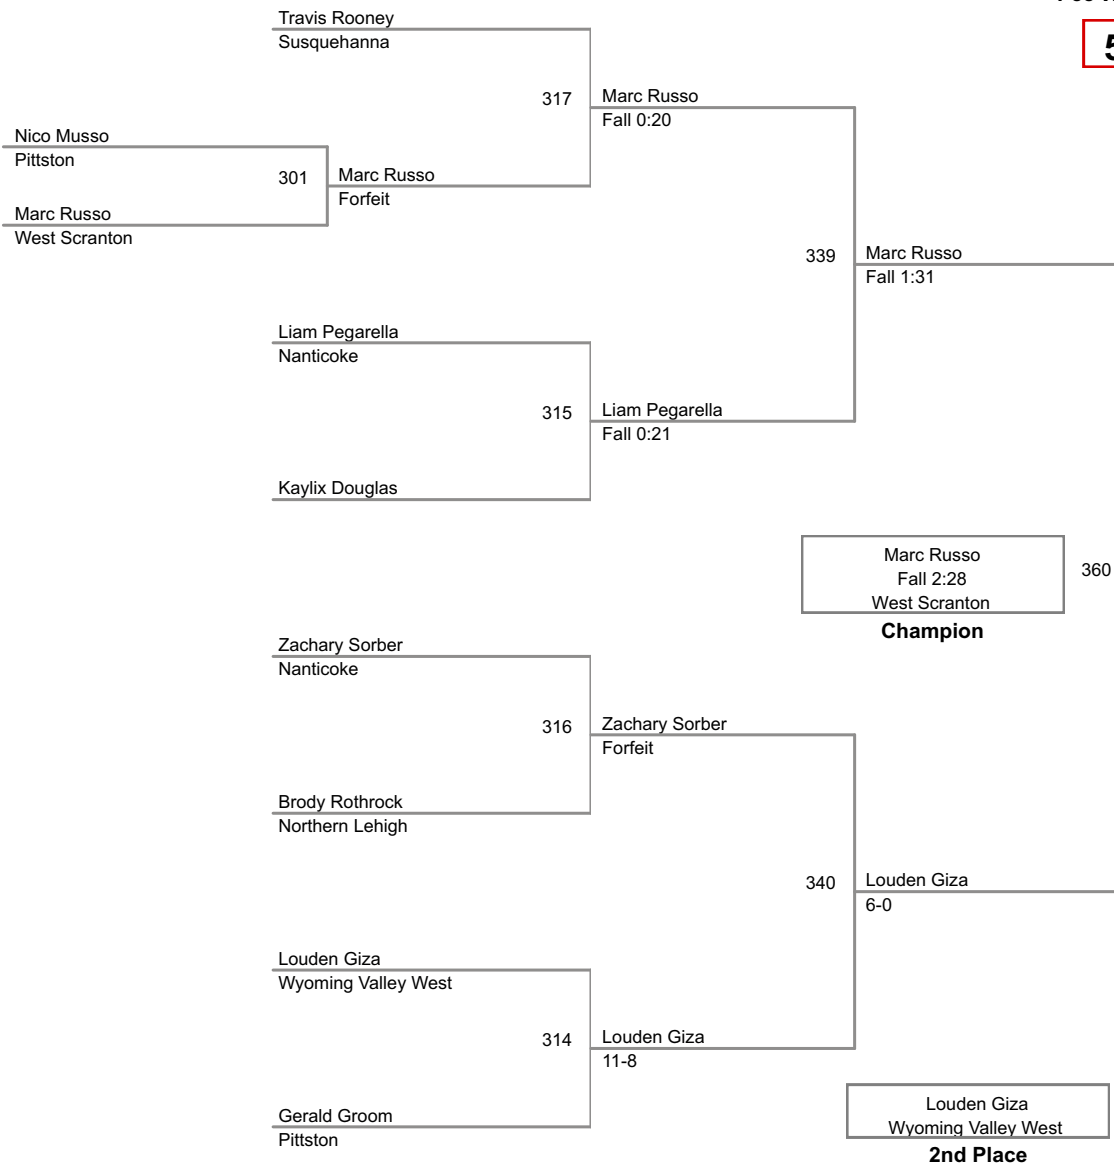 Travis Rooney
Susquehanna
317
Marc Russo
Fall 0:20
Nico Musso
Pittston
301
Marc Russo
Forfeit
Marc Russo
West Scranton
339
Marc Russo
Fall 1:31
Liam Pegarella
Nanticoke
315
Liam Pegarella
Fall 0:21
Kaylix Douglas
Marc Russo
Fall 2:28
West Scranton
360
Champion
Zachary Sorber
Nanticoke
316
Zachary Sorber
Forfeit
Brody Rothrock
Northern Lehigh
340
Louden Giza
6-0
Louden Giza
Wyoming Valley West
314
Louden Giza
11-8
Gerald Groom
Pittston
Louden Giza
Wyoming Valley West
2nd Place